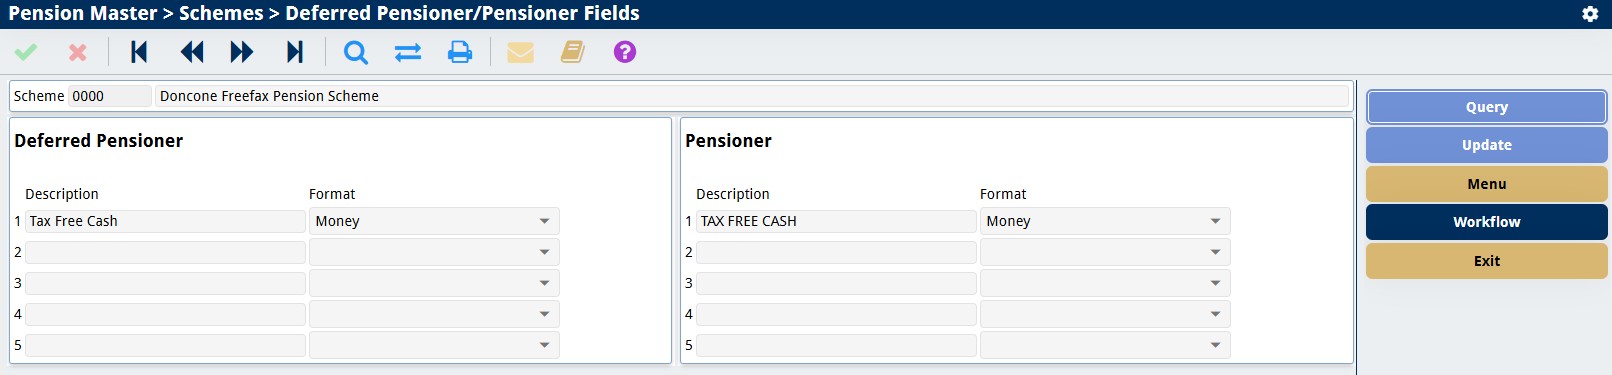 Pension Master > Schemes > Deferred Pensioner/Pensioner Fields
?
Scheme 0000 Doncone Freefax Pension Scheme
Deferred Pensioner
Description Format
1 Tax Free Cash Money
2
3
4
5
Pensioner
Description Format
1 TAX FREE CASH Money
2
3
4
5
Query
Update
Menu
Workflow
Exit